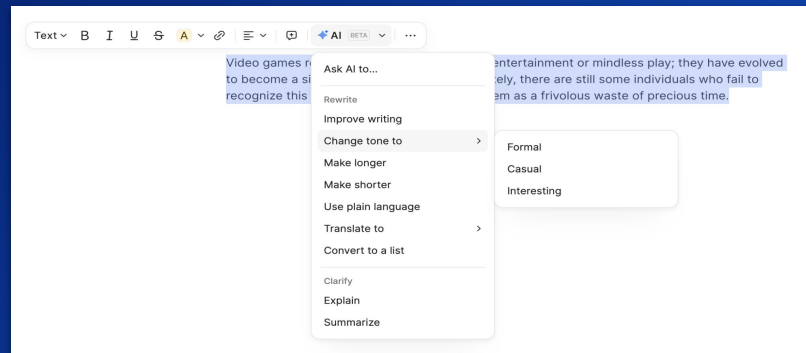 Text B I U S A AI BETA ...
Video games entertainment or mindless play; they have evolved
to become a there are still some individuals who fail to
recognize this as a frivolous waste of precious time.
Ask AI to...
Rewrite
Improve writing
Change tone to
Make longer
Make shorter
Use plain language
Translate to
Convert to a list
Clarify
Explain
Summarize
Formal
Casual
Interesting